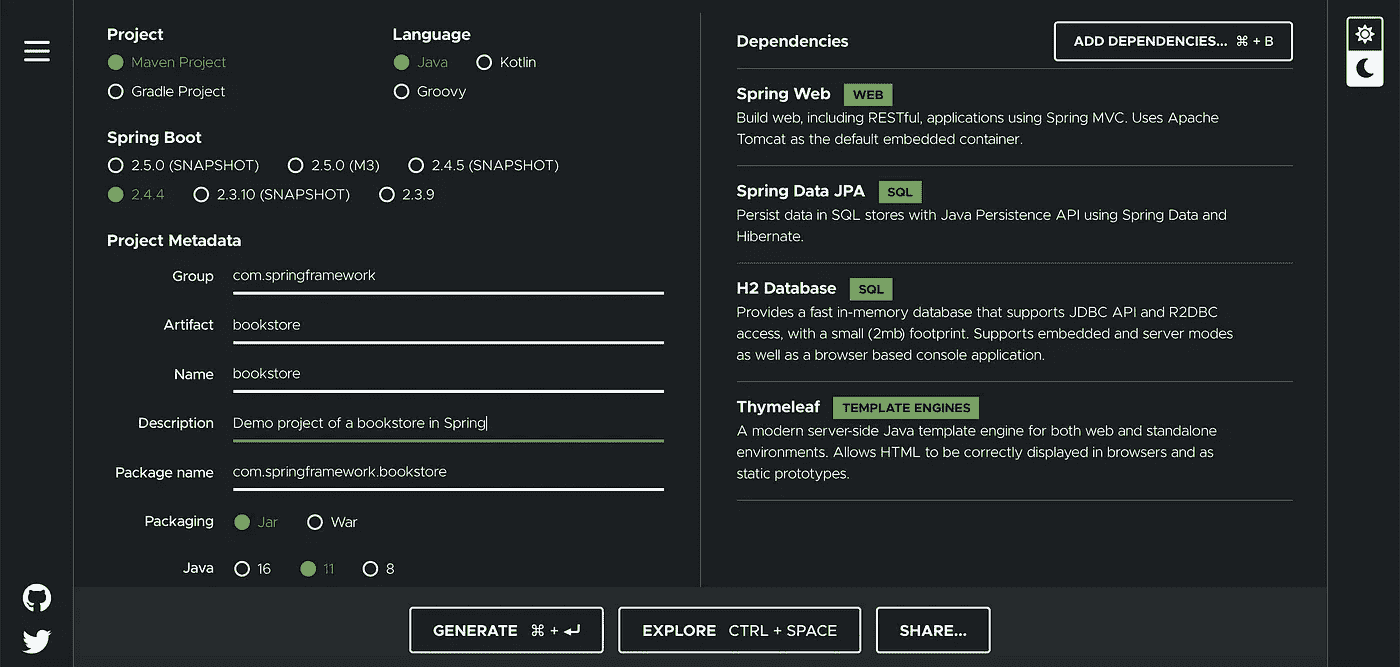 Project
Maven Project
Gradle Project
Language
Java Kotlin
Groovy
Spring Boot
2.5.0 (SNAPSHOT) 2.5.0 (M3) 2.4.5 (SNAPSHOT)
2.4.4 2.3.10 (SNAPSHOT) 2.3.9
Project Metadata
Group com.springframework
Artifact bookstore
Name bookstore
Description Demo project of a bookstore in Spring
Package name com.springframework.bookstore
Packaging Jar War
Java 16 11 8
Dependencies
ADD DEPENDENCIES... ⌘ + B
Spring Web WEB
Build web, including RESTful, applications using Spring MVC. Uses Apache
Tomcat as the default embedded container.
Spring Data JPA SQL
Persist data in SQL stores with Java Persistence API using Spring Data and
Hibernate.
H2 Database SQL
Provides a fast in-memory database that supports JDBC API and R2DBC
access, with a small (2mb) footprint. Supports embedded and server modes
as well as a browser based console application.
Thymeleaf TEMPLATE ENGINES
A modern server-side Java template engine for both web and standalone
environments. Allows HTML to be correctly displayed in browsers and as
static prototypes.
GENERATE ⌘ + ⏎
EXPLORE CTRL + SPACE
SHARE...